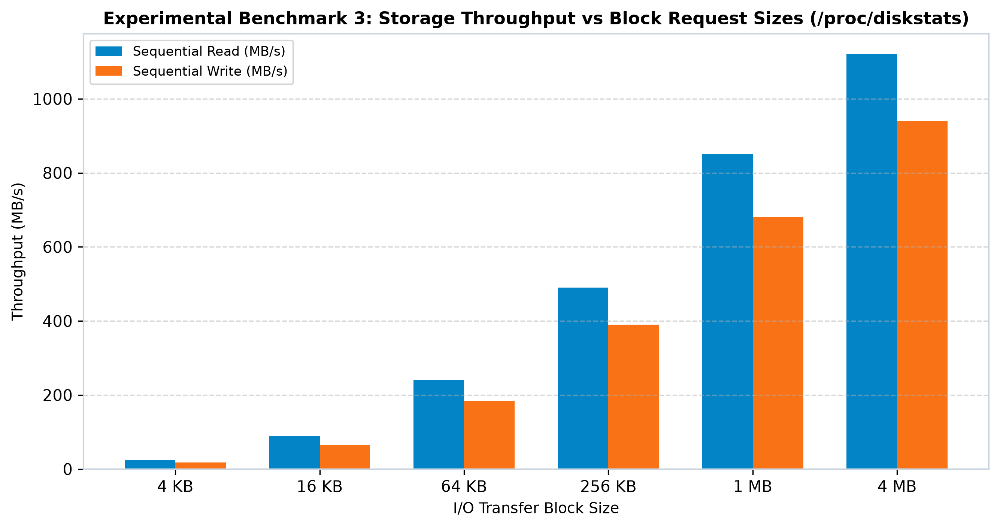 Experimental Benchmark 3: Storage Throughput vs Block Request Sizes (/proc/diskstats)
Sequential Read (MB/s)
Sequential Write (MB/s)
Throughput (MB/s)
1000
800
600
400
200
0
4 KB
16 KB
64 KB
256 KB
1 MB
4 MB
I/O Transfer Block Size